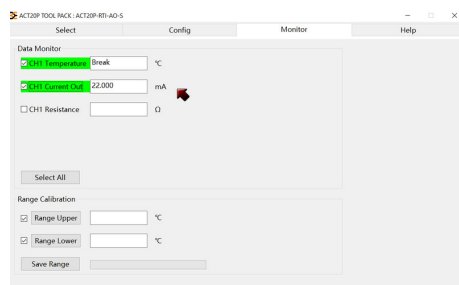 ACT20P TOOL PACK : ACT20P-RTI-AO-S
Select Config Monitor Help
Data Monitor
CH1 Temperature Break °C
CH1 Current Out 22.000 mA
CH1 Resistance Ω
Select All
Range Calibration
Range Upper °C
Range Lower °C
Save Range